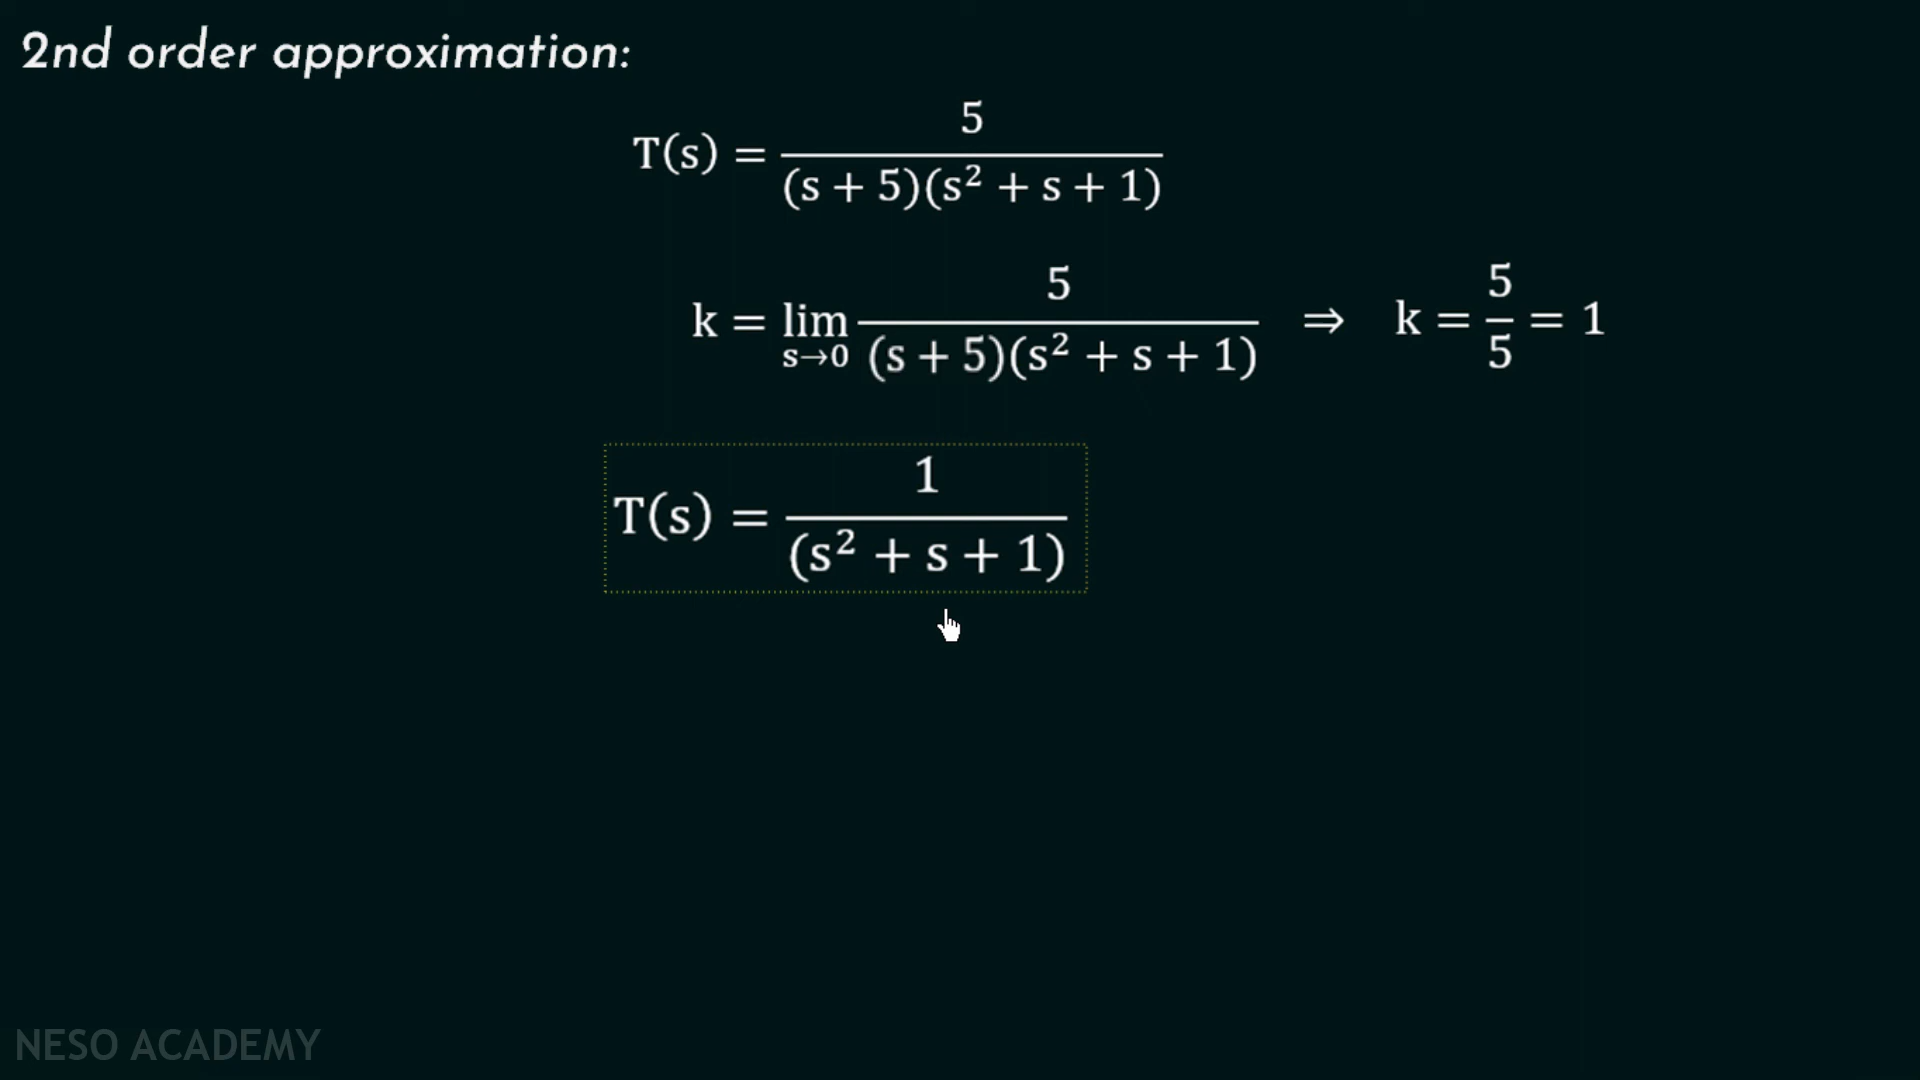 2nd order approximation:
T(s) = 5 / (s + 5)(s² + s + 1)
k = lim s→0 5 / (s + 5)(s² + s + 1) ⇒ k = 5/5 = 1
T(s) = 1 / (s² + s + 1)
NESO ACADEMY